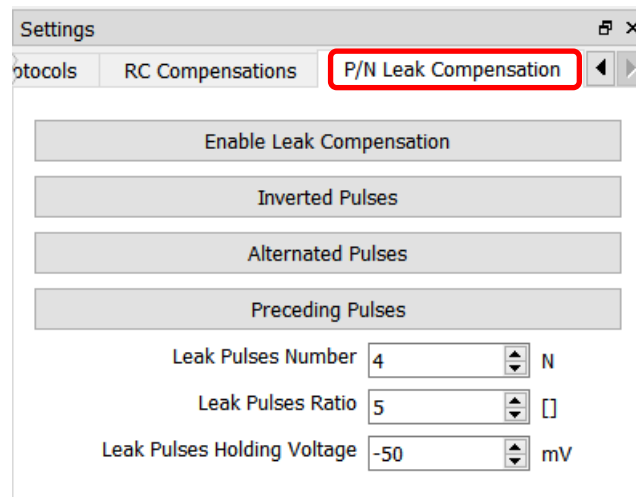 Settings
otocols RC Compensations P/N Leak Compensation
Enable Leak Compensation
Inverted Pulses
Alternated Pulses
Preceding Pulses
Leak Pulses Number 4 N
Leak Pulses Ratio 5 []
Leak Pulses Holding Voltage -50 mV